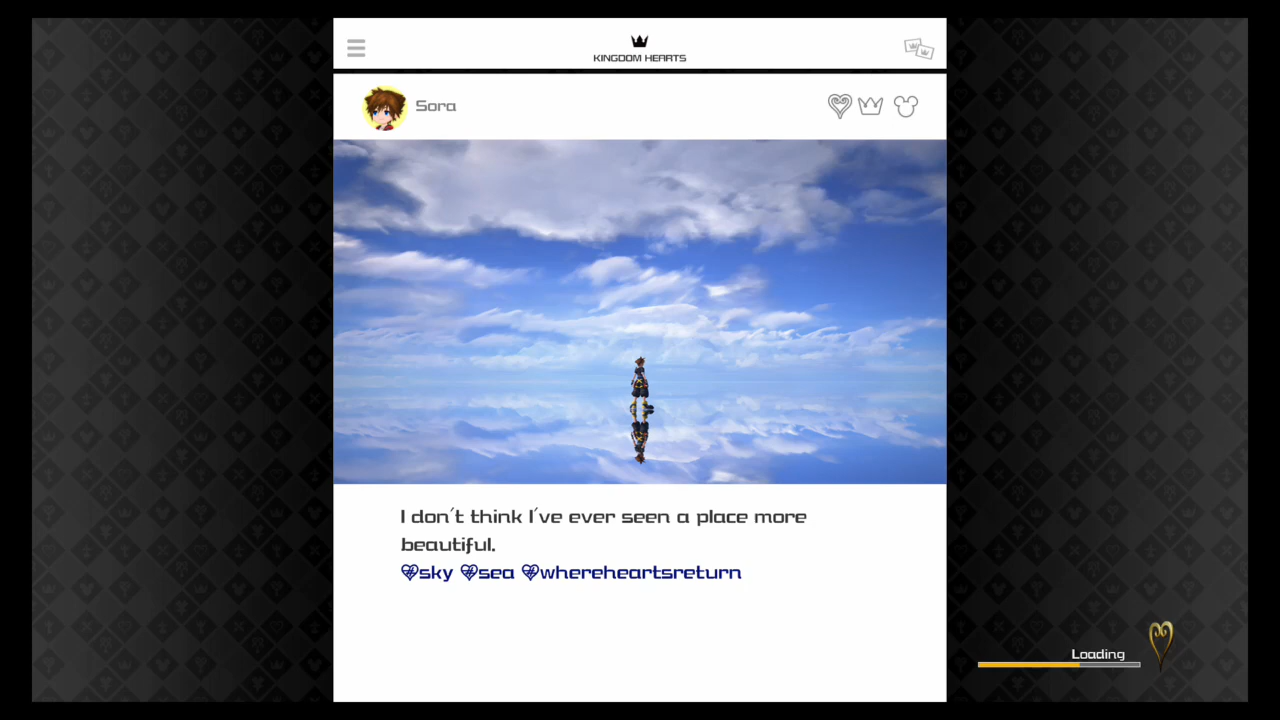 KINGDOM HEARTS
Sora
I don't think I've ever seen a place more
beautiful.
sky sea whereheartsreturn
Loading